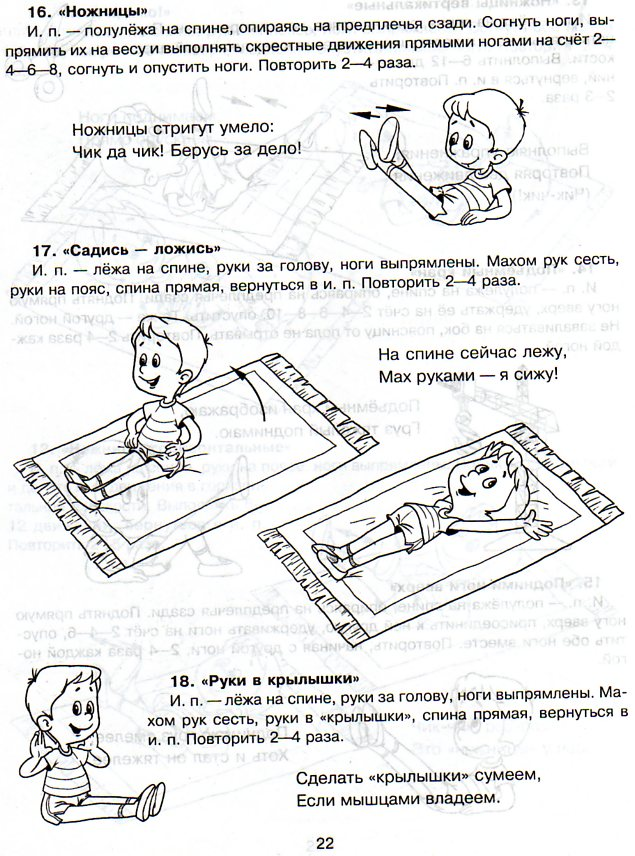 16. «Ножницы»
И. п. — полулёжа на спине, опираясь на предплечья сзади. Согнуть ноги, вы-
прямить их на весу и выполнять скрестные движения прямыми ногами на счёт 2—
4—6—8, согнуть и опустить ноги. Повторить 2—4 раза.
Ножницы стригут умело:
Чик да чик! Берусь за дело!
17. «Садись — ложись»
И. п. — лёжа на спине, руки за голову, ноги выпрямлены. Махом рук сесть,
руки на пояс, спина прямая, вернуться в и. п. Повторить 2—4 раза.
На спине сейчас лежу,
Мах руками — я сижу!
18. «Руки в крылышки»
И. п. — лёжа на спине, руки за голову, ноги выпрямлены. Ма-
хом рук сесть, руки в «крылышки», спина прямая, вернуться в
и. п. Повторить 2—4 раза.
Сделать «крылышки» сумеем,
Если мышцами владеем.
22